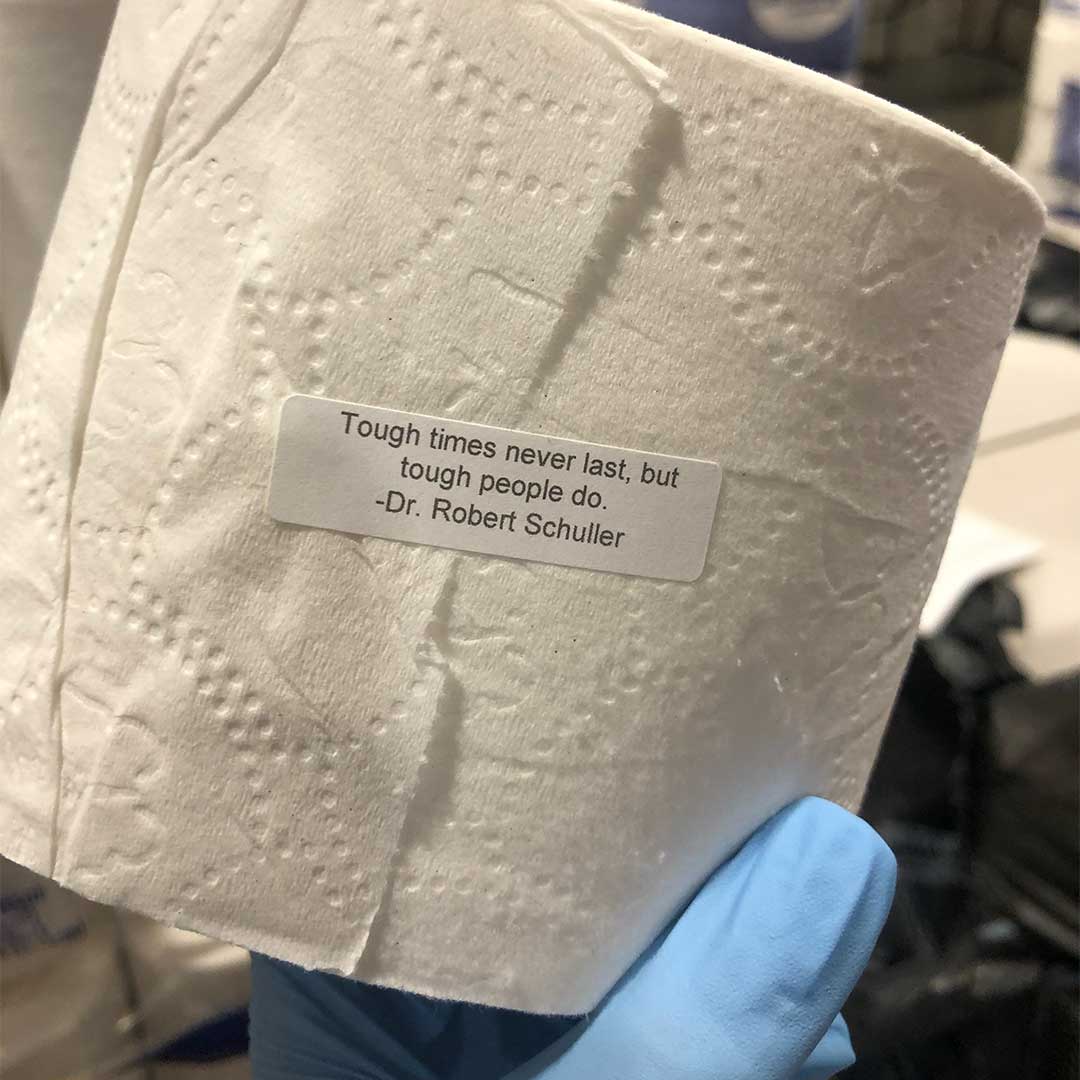 Tough times never last, but
tough people do.
-Dr. Robert Schuller